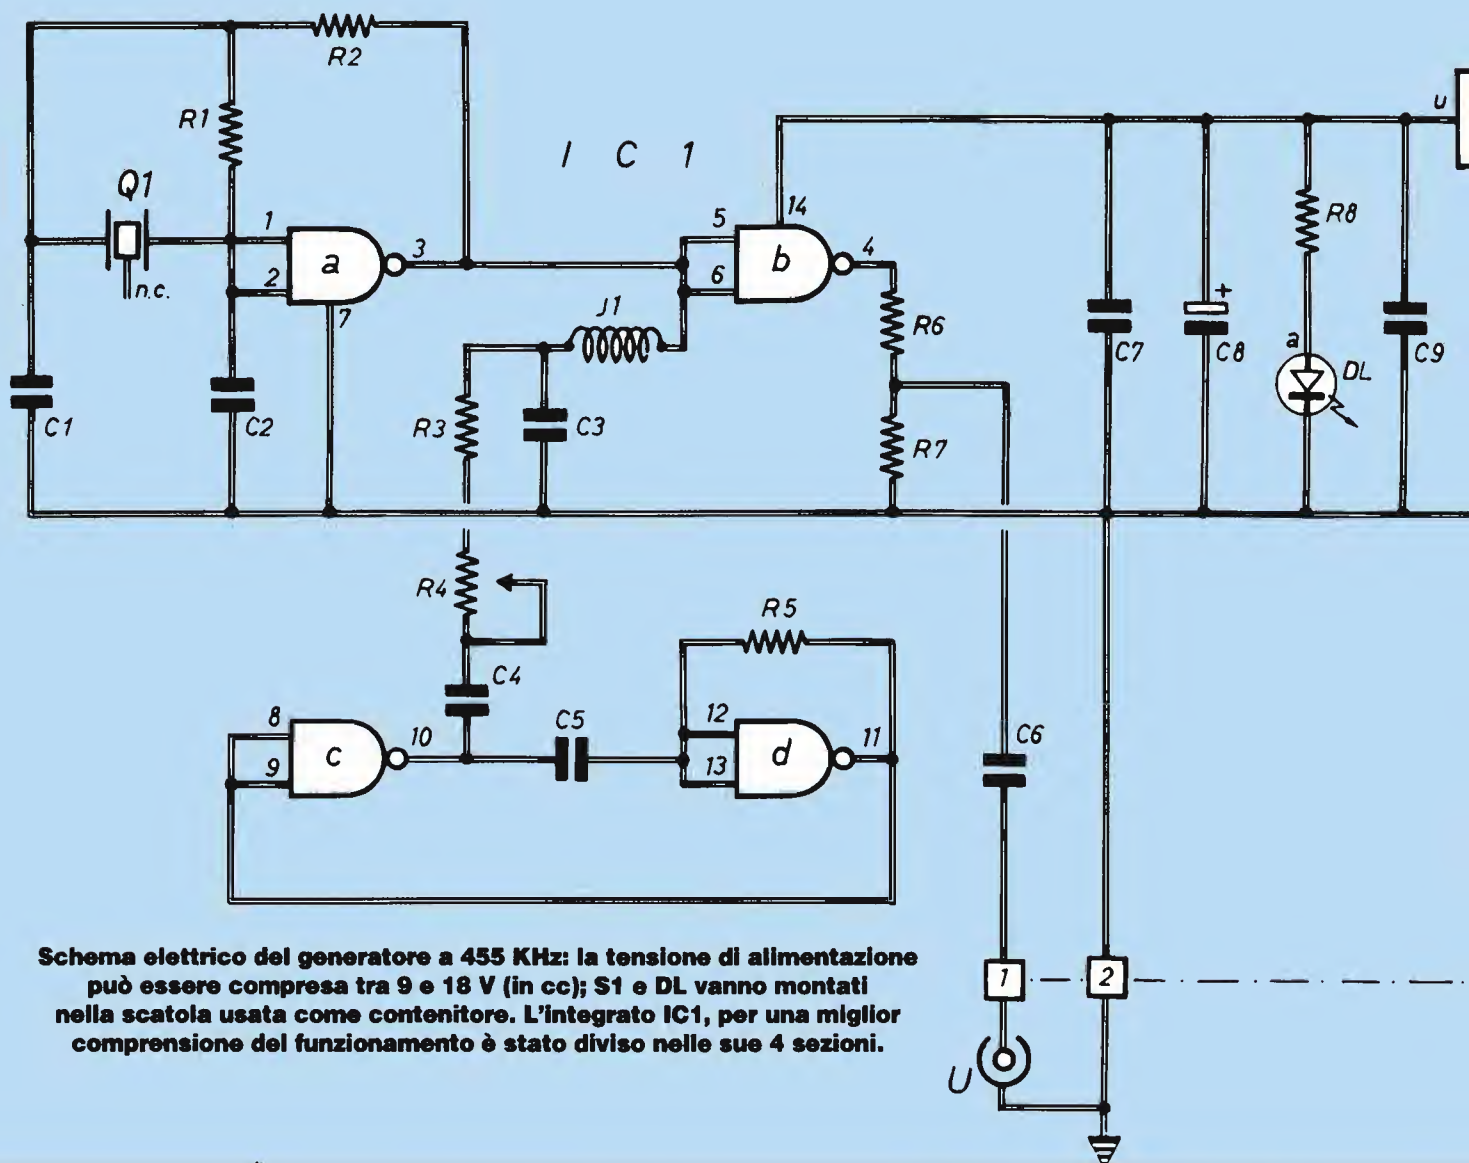 R2
R1
u
I C 1
Q1
14
R8
1
5
3
4
a
b
2
6
n.c.
7
J1
+
R6
a
C7
C8
C9
DL
C1
C2
R3
C3
R7
R4
R5
C4
8
12
C5
10
11
C6
c
d
9
13
Schema elettrico del generatore a 455 KHz: la tensione di alimentazione
può essere compresa tra 9 e 18 V (in cc); S1 e DL vanno montati
nella scatola usata come contenitore. L'integrato IC1, per una miglior
comprensione del funzionamento è stato diviso nelle sue 4 sezioni.
1
2
U